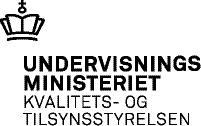 UNDERVISNINGS
MINISTERIET
KVALITETS- OG
TILSYNSSTYRELSEN